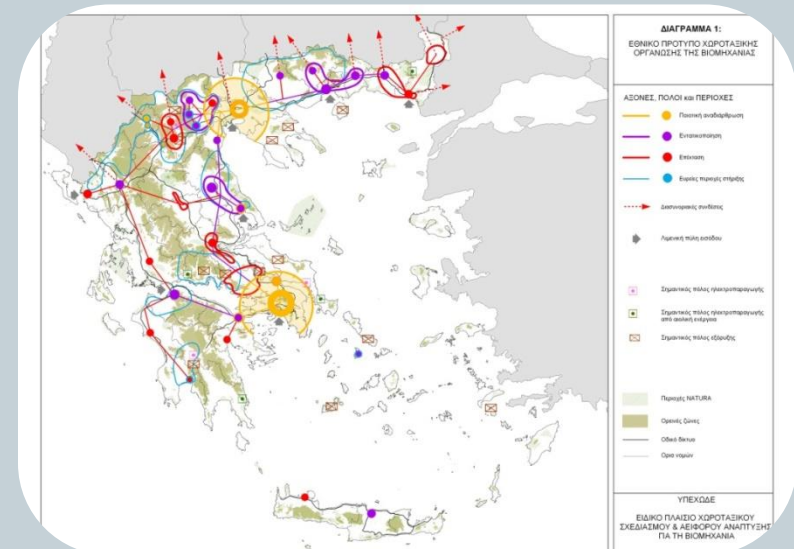 ΔΙΑΓΡΑΜΜΑ 1:
ΕΘΝΙΚΟ ΠΡΟΤΥΠΟ ΧΩΡΟΤΑΞΙΚΗΣ
ΟΡΓΑΝΩΣΗΣ ΤΗΣ ΒΙΟΜΗΧΑΝΙΑΣ
ΑΞΟΝΕΣ, ΠΟΛΟΙ και ΠΕΡΙΟΧΕΣ
Ποιοτική αναδιάρθρωση
Εντατικοποίηση
Επέκταση
Ευρείες περιοχές στήριξης
Διασυνοριακές συνδέσεις
Λιμενική πύλη εισόδου
Σημαντικός πόλος ηλεκτροπαραγωγής
Σημαντικός πόλος ηλεκτροπαραγωγής
από αιολική ενέργεια
Σημαντικός πόλος εξόρυξης
Περιοχές NATURA
Ορεινές ζώνες
Οδικό δίκτυο
Όρια νομών
ΥΠΕΧΩΔΕ
ΕΙΔΙΚΟ ΠΛΑΙΣΙΟ ΧΩΡΟΤΑΞΙΚΟΥ
ΣΧΕΔΙΑΣΜΟΥ & ΑΕΙΦΟΡΟΥ ΑΝΑΠΤΥΞΗΣ
ΓΙΑ ΤΗ ΒΙΟΜΗΧΑΝΙΑ